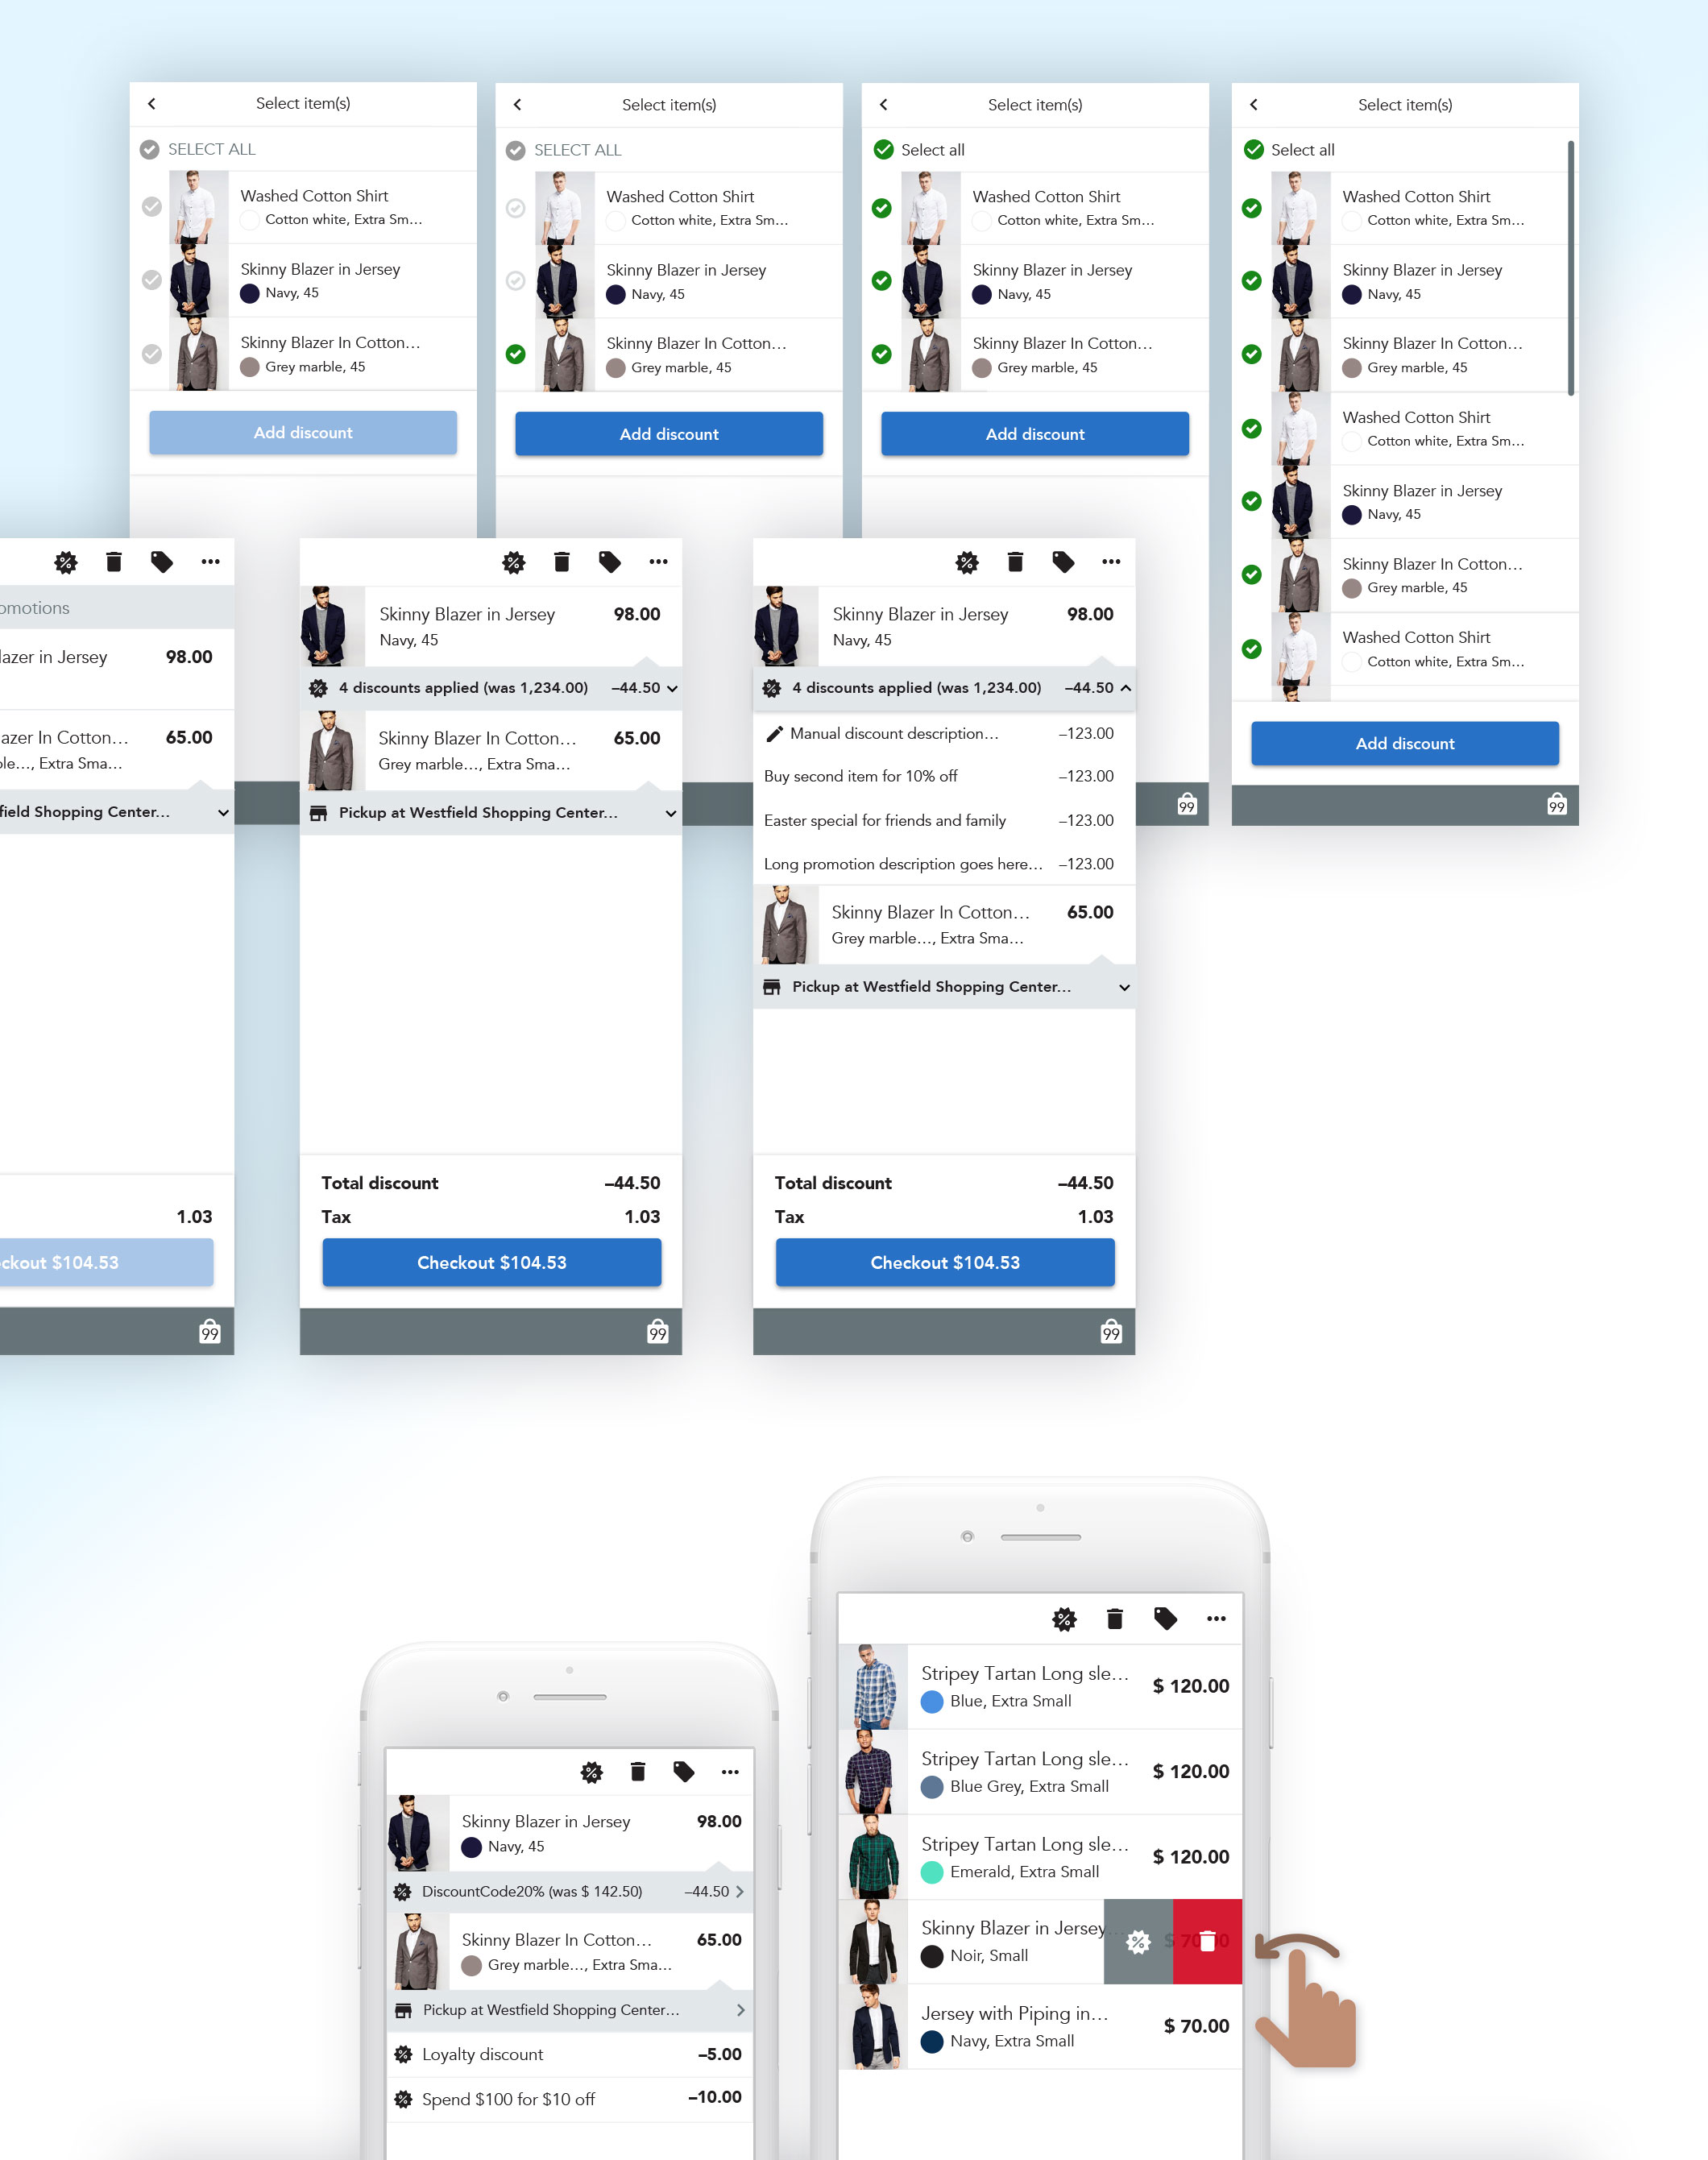 Select item(s)
SELECT ALL
Washed Cotton Shirt
Cotton white, Extra Sm...
Skinny Blazer in Jersey
Navy, 45
Skinny Blazer In Cotton...
Grey marble, 45
Add discount
Select item(s)
SELECT ALL
Washed Cotton Shirt
Cotton white, Extra Sm...
Skinny Blazer in Jersey
Navy, 45
Skinny Blazer In Cotton...
Grey marble, 45
Add discount
Select item(s)
Select all
Washed Cotton Shirt
Cotton white, Extra Sm...
Skinny Blazer in Jersey
Navy, 45
Skinny Blazer In Cotton...
Grey marble, 45
Add discount
99
Select item(s)
Select all
Washed Cotton Shirt
Cotton white, Extra Sm...
Skinny Blazer in Jersey
Navy, 45
Skinny Blazer In Cotton...
Grey marble, 45
Washed Cotton Shirt
Cotton white, Extra Sm...
Skinny Blazer in Jersey
Navy, 45
Skinny Blazer In Cotton...
Grey marble, 45
Washed Cotton Shirt
Cotton white, Extra Sm...
Add discount
99
omotions
lazer in Jersey 98.00
azer In Cotton... 65.00
le..., Extra Sma...
field Shopping Center...
1.03
ckout $104.53
99
Skinny Blazer in Jersey 98.00
Navy, 45
4 discounts applied (was 1,234.00) –44.50
Skinny Blazer In Cotton... 65.00
Grey marble..., Extra Sma...
Pickup at Westfield Shopping Center...
Total discount –44.50
Tax 1.03
Checkout $104.53
99
Skinny Blazer in Jersey 98.00
Navy, 45
4 discounts applied (was 1,234.00) –44.50
Manual discount description... –123.00
Buy second item for 10% off –123.00
Easter special for friends and family –123.00
Long promotion description goes here... –123.00
Skinny Blazer In Cotton... 65.00
Grey marble..., Extra Sma...
Pickup at Westfield Shopping Center...
Total discount –44.50
Tax 1.03
Checkout $104.53
99
Skinny Blazer in Jersey 98.00
Navy, 45
DiscountCode20% (was $ 142.50) –44.50
Skinny Blazer In Cotton... 65.00
Grey marble..., Extra Sma...
Pickup at Westfield Shopping Center...
Loyalty discount –5.00
Spend $100 for $10 off –10.00
Stripey Tartan Long sle... $ 120.00
Blue, Extra Small
Stripey Tartan Long sle... $ 120.00
Blue Grey, Extra Small
Stripey Tartan Long sle... $ 120.00
Emerald, Extra Small
Skinny Blazer in Jersey
Noir, Small
Jersey with Piping in... $ 70.00
Navy, Extra Small